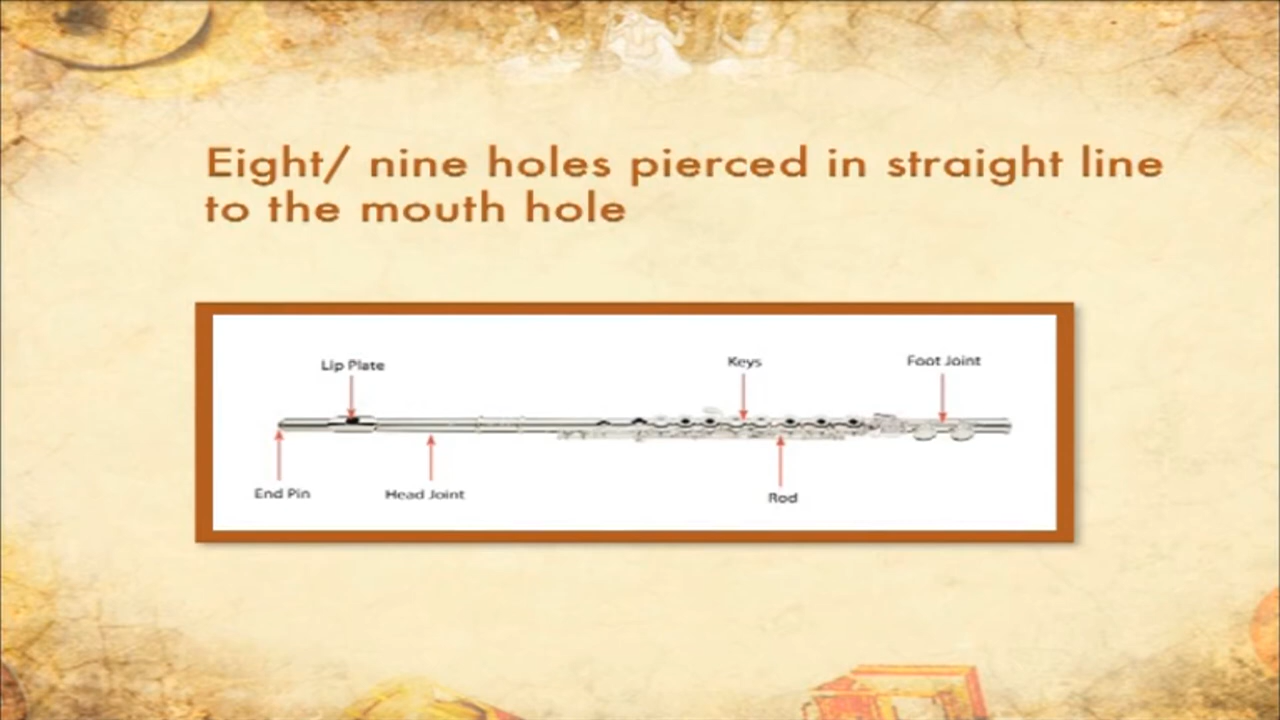 Eight/ nine holes pierced in straight line
to the mouth hole
Lip Plate
Keys
Foot Joint
End Pin
Head Joint
Rod